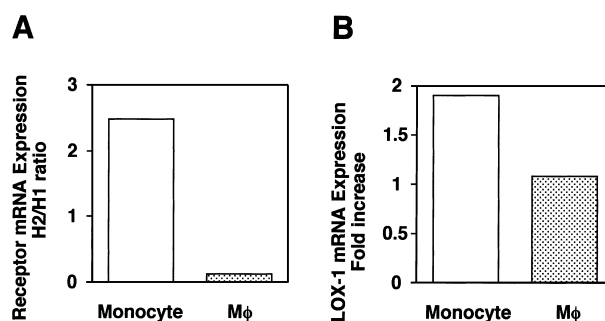 A
Receptor mRNA Expression
H2/H1 ratio
3
2
1
0
Monocyte Mϕ
B
LOX-1 mRNA Expression
Fold increase
2
1.5
1
0.5
0
Monocyte Mϕ